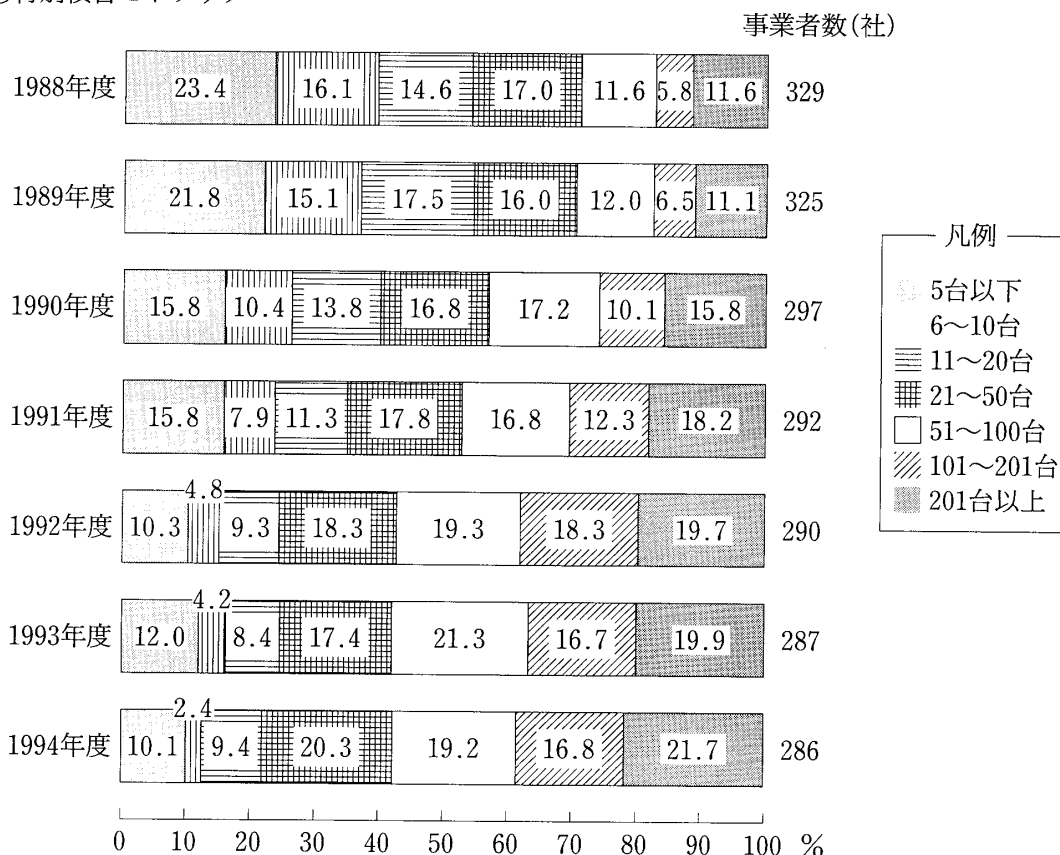 事業者数(社)
1988年度 23.4 16.1 14.6 17.0 11.6 5.8 11.6 329
1989年度 21.8 15.1 17.5 16.0 12.0 6.5 11.1 325
1990年度 15.8 10.4 13.8 16.8 17.2 10.1 15.8 297
1991年度 15.8 7.9 11.3 17.8 16.8 12.3 18.2 292
1992年度 10.3 4.8 9.3 18.3 19.3 18.3 19.7 290
1993年度 12.0 4.2 8.4 17.4 21.3 16.7 19.9 287
1994年度 10.1 2.4 9.4 20.3 19.2 16.8 21.7 286
0 10 20 30 40 50 60 70 80 90 100 %
凡例
5台以下
6〜10台
11〜20台
21〜50台
51〜100台
101〜201台
201台以上